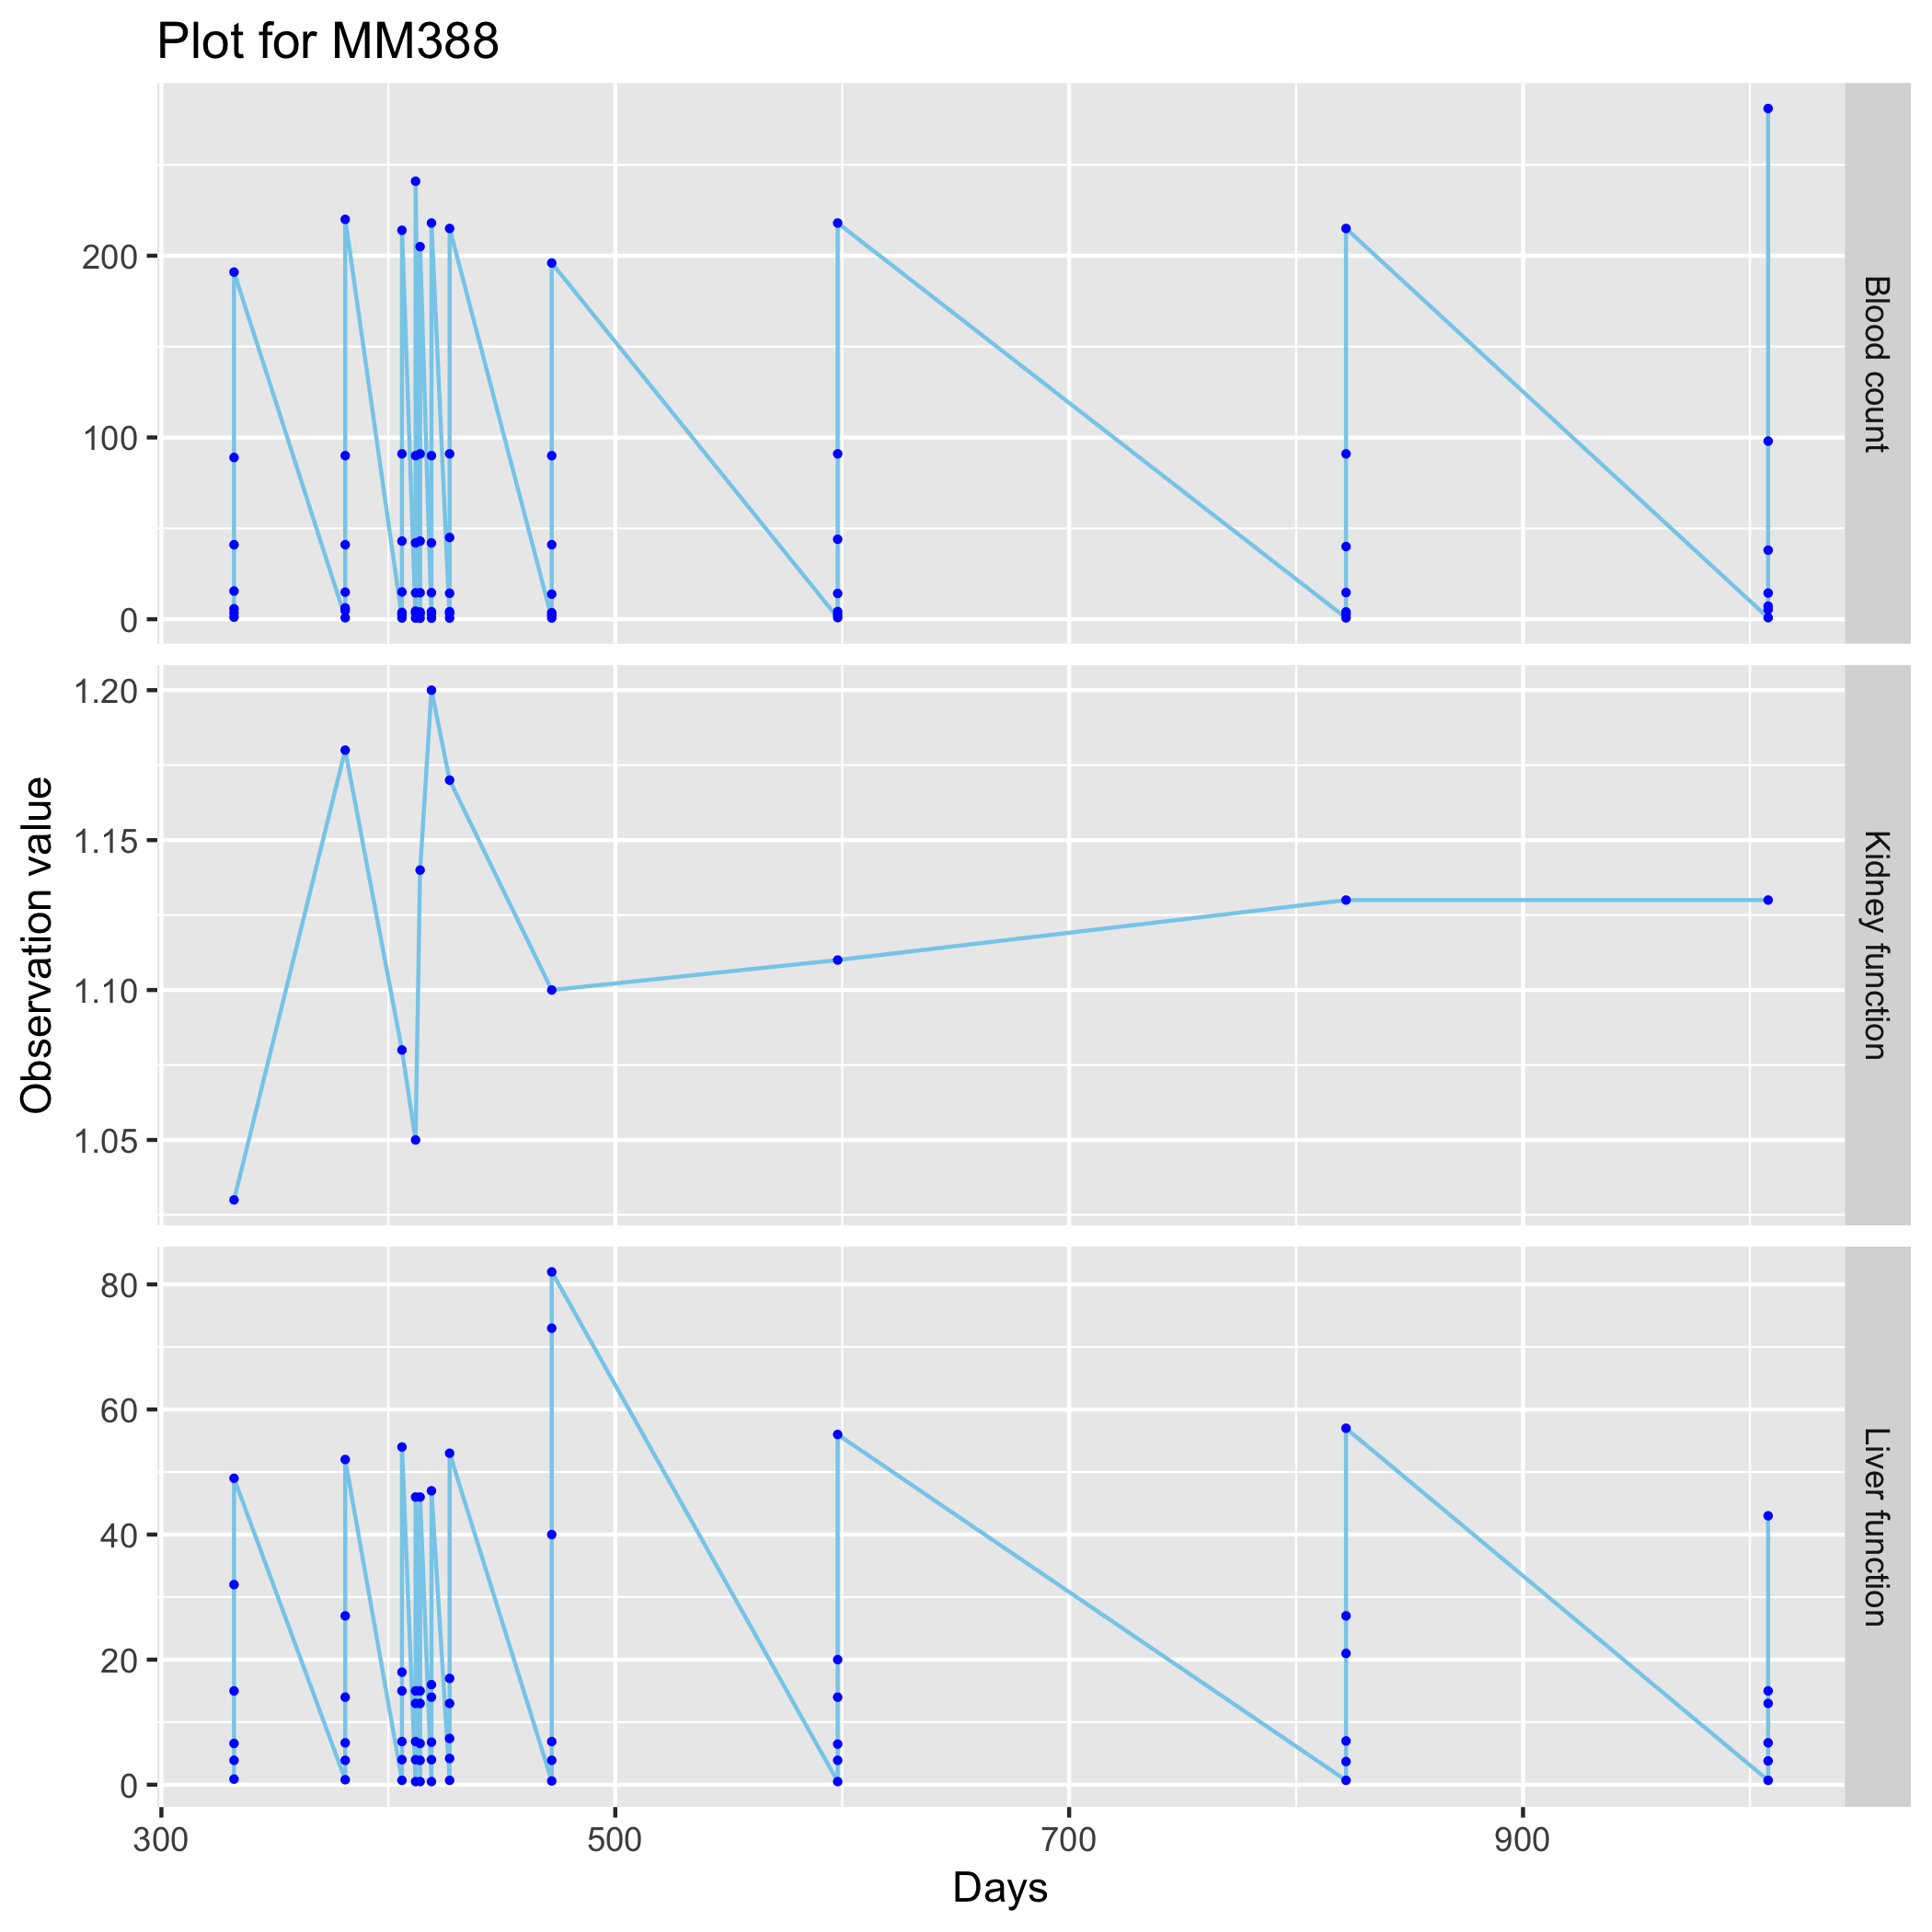 Plot for MM388
Observation value
200
100
0
Blood count
1.20
1.15
1.10
1.05
Kidney function
80
60
40
20
0
Liver function
300 500 700 900
Days